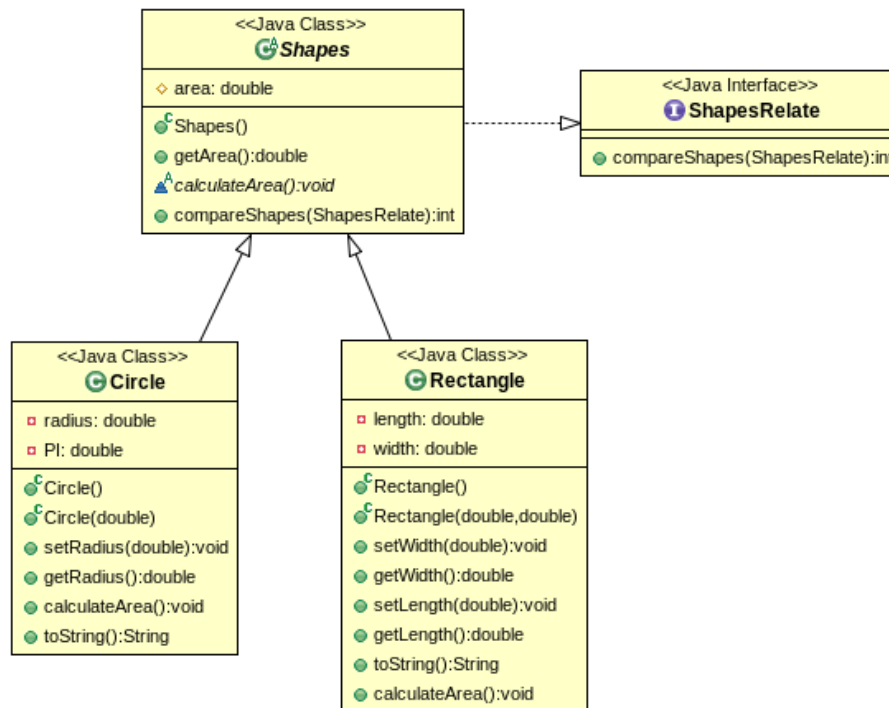 <<Java Class>>
Shapes
area: double
Shapes()
getArea():double
calculateArea():void
compareShapes(ShapesRelate):int
<<Java Interface>>
ShapesRelate
compareShapes(ShapesRelate):int
<<Java Class>>
Circle
radius: double
PI: double
Circle()
Circle(double)
setRadius(double):void
getRadius():double
calculateArea():void
toString():String
<<Java Class>>
Rectangle
length: double
width: double
Rectangle()
Rectangle(double,double)
setWidth(double):void
getWidth():double
setLength(double):void
getLength():double
toString():String
calculateArea():void